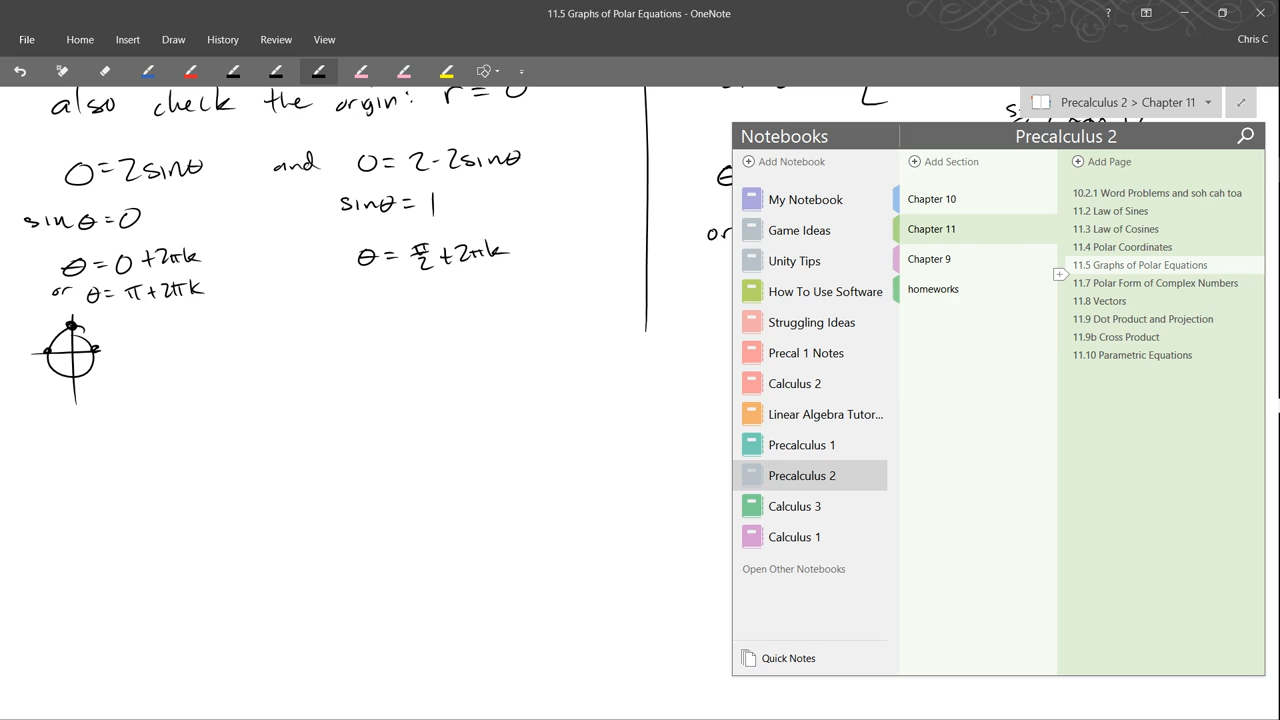 11.5 Graphs of Polar Equations - OneNote
?
File Home Insert Draw History Review View
Chris C
also check the origin: r = 0
0 = 2sinθ and 0 = 2-2sinθ
sinθ = 0
sinθ = 1
θ = 0 + 2πk
θ = π/2 + 2πk
or θ = π + 2πk
θ
or
Precalculus 2 > Chapter 11
Notebooks
Precalculus 2
Add Notebook
Add Section
Add Page
My Notebook
Game Ideas
Unity Tips
How To Use Software
Struggling Ideas
Precal 1 Notes
Calculus 2
Linear Algebra Tutor...
Precalculus 1
Precalculus 2
Calculus 3
Calculus 1
Open Other Notebooks
Quick Notes
Chapter 10
Chapter 11
Chapter 9
homeworks
10.2.1 Word Problems and soh cah toa
11.2 Law of Sines
11.3 Law of Cosines
11.4 Polar Coordinates
11.5 Graphs of Polar Equations
11.7 Polar Form of Complex Numbers
11.8 Vectors
11.9 Dot Product and Projection
11.9b Cross Product
11.10 Parametric Equations